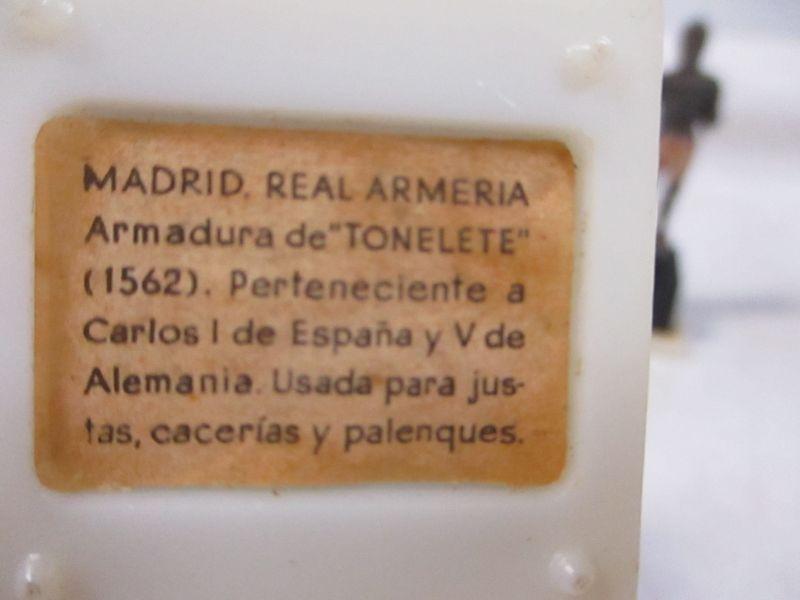 MADRID. REAL ARMERIA
Armadura de "TONELETE"
(1562). Perteneciente a
Carlos I de España y V de
Alemania. Usada para jus-
tas, cacerías y palenques.